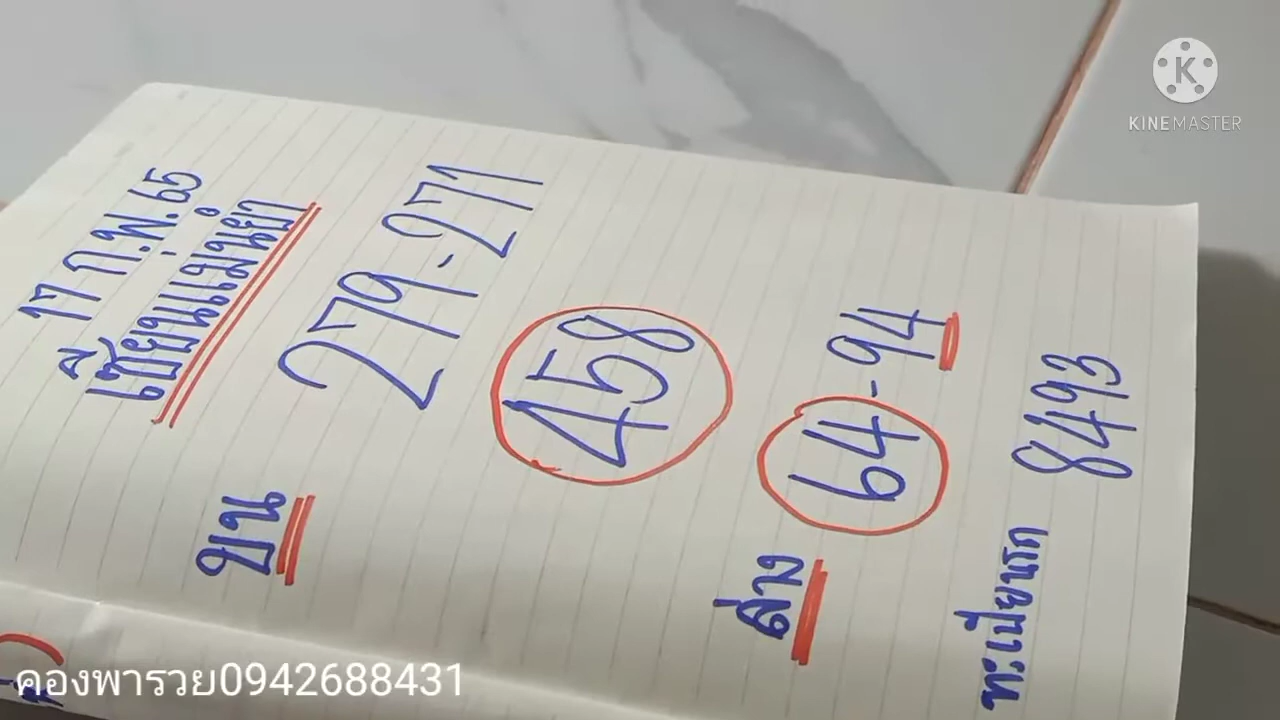 17 ก.พ. 65
เซียนแม่นยำ
บน
279-271
458
ล่าง
64-94
ทะเบียนรถ 8493
คองพารวย0942688431
KINEMASTER